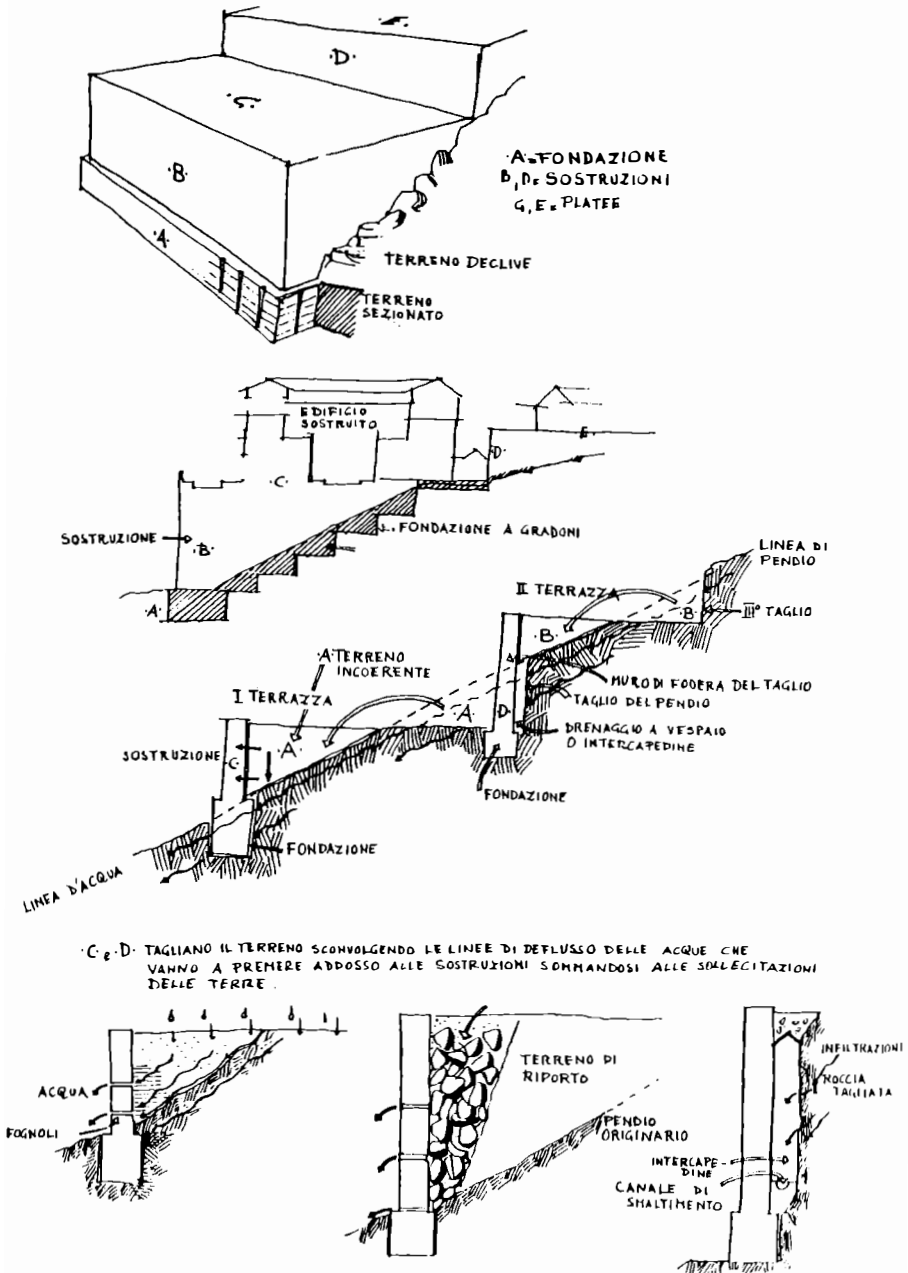 ·E·
·D·
·C·
·B·
·A·
·A·=FONDAZIONE
B,D= SOSTRUZIONI
C,E= PLATEE
TERRENO DECLIVE
TERRENO
SEZIONATO
EDIFICIO
SOSTRUITO
·D·
E·
·C·
SOSTRUZIONE
·B·
FONDAZIONE A GRADONI
·A·
LINEA DI
PENDIO
II TERRAZZA
·B·
III° TAGLIO
·B·
·A· TERRENO
INCOERENTE
MURO DI FODERA DEL TAGLIO
TAGLIO DEL PENDIO
I TERRAZZA
·A·
D
DRENAGGIO A VESPAIO
O INTERCAPEDINE
SOSTRUZIONE
·C·
·A·
FONDAZIONE
FONDAZIONE
LINEA D'ACQUA
·C· e ·D· TAGLIANO IL TERRENO SCONVOLGENDO LE LINEE DI DEFLUSSO DELLE ACQUE CHE
VANNO A PREMERE ADDOSSO ALLE SOSTRUZIONI SOMMANDOSI ALLE SOLLECITAZIONI
DELLE TERRE.
ACQUA
FOGNOLI
TERRENO DI
RIPORTO
PENDIO
ORIGINARIO
INFILTRAZIONI
ROCCIA
TAGLIATA
INTERCAPE
DINE
CANALE DI
SMALTIMENTO